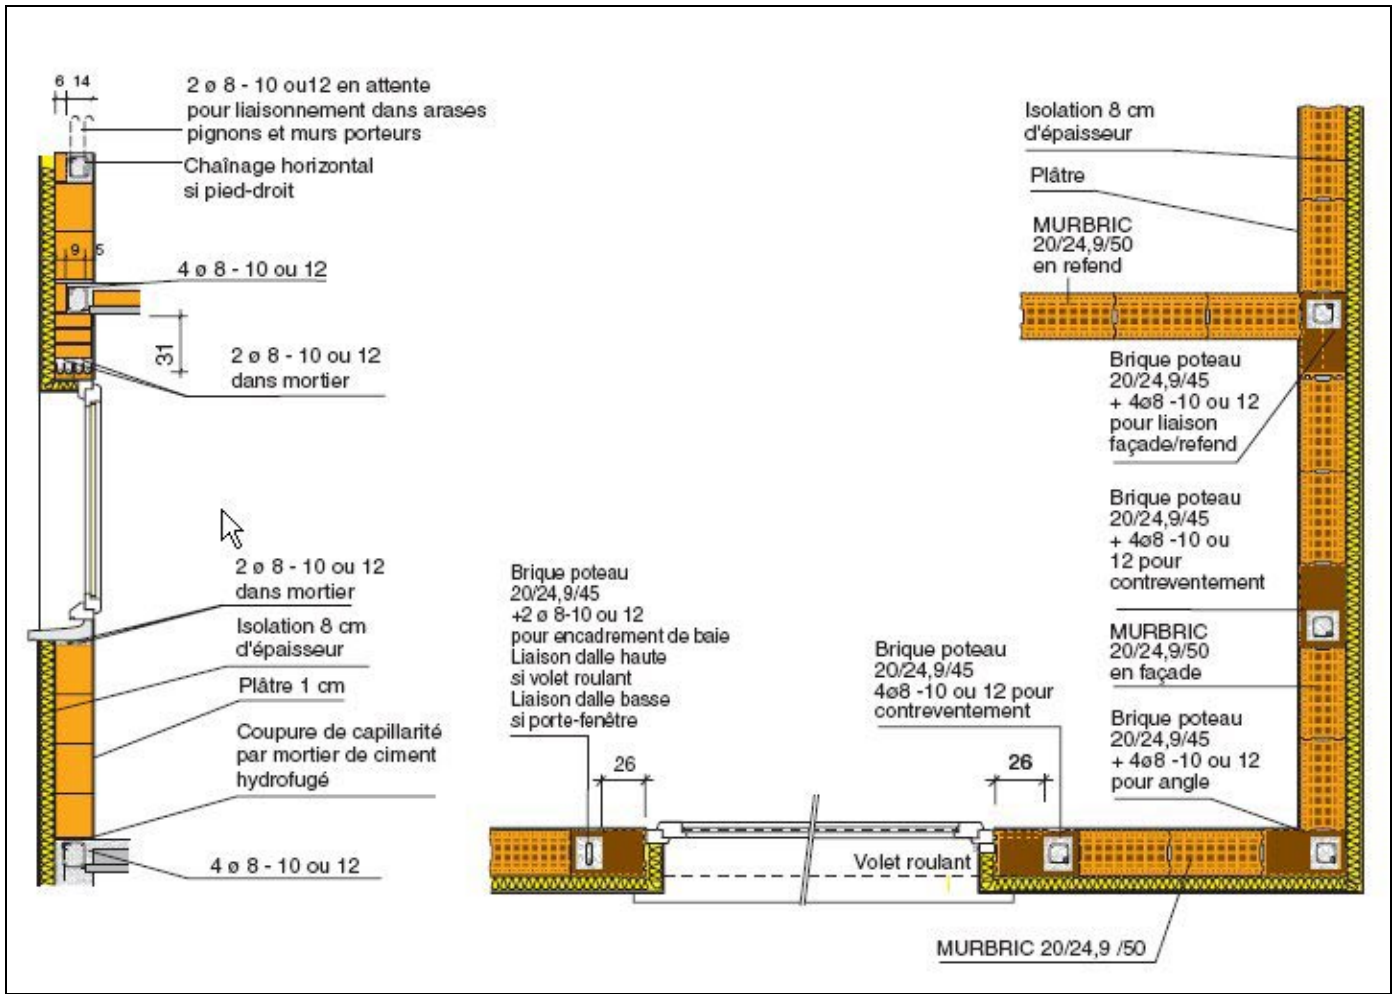 6 14
2 ø 8 - 10 ou12 en attente
pour liaisonnement dans arases
pignons et murs porteurs
Chaînage horizontal
si pied-droit
9 5
4 ø 8 - 10 ou 12
31
2 ø 8 - 10 ou 12
dans mortier
2 ø 8 - 10 ou 12
dans mortier
Isolation 8 cm
d'épaisseur
Plâtre 1 cm
Coupure de capillarité
par mortier de ciment
hydrofugé
4 ø 8 - 10 ou 12
Brique poteau
20/24,9/45
+2 ø 8-10 ou 12
pour encadrement de baie
Liaison dalle haute
si volet roulant
Liaison dalle basse
si porte-fenêtre
26
Brique poteau
20/24,9/45
4ø8 -10 ou 12 pour
contreventement
26
Volet roulant
MURBRIC 20/24,9 /50
Isolation 8 cm
d'épaisseur
Plâtre
MURBRIC
20/24,9/50
en refend
Brique poteau
20/24,9/45
+ 4ø8 -10 ou 12
pour liaison
façade/refend
Brique poteau
20/24,9/45
+ 4ø8 -10 ou
12 pour
contreventement
MURBRIC
20/24,9/50
en façade
Brique poteau
20/24,9/45
+ 4ø8 -10 ou 12
pour angle